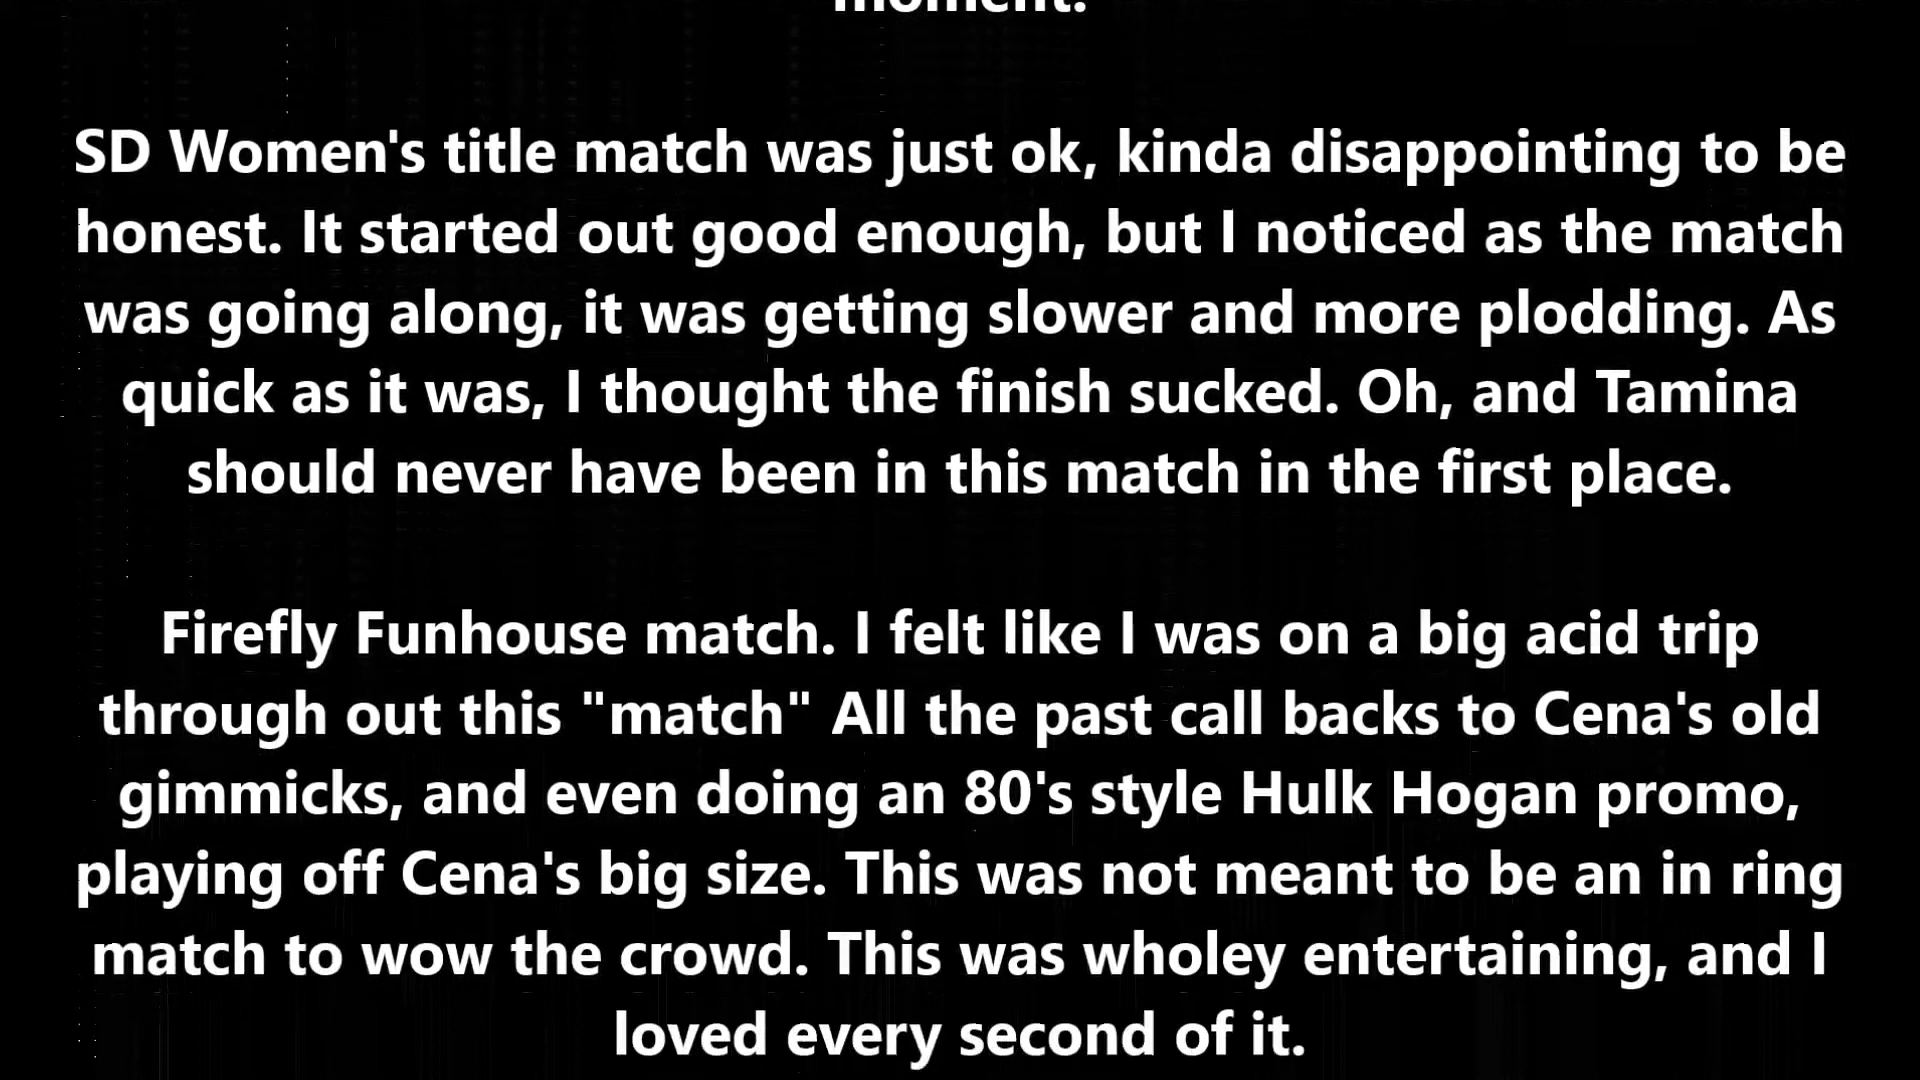 moment.
SD Women's title match was just ok, kinda disappointing to be
honest. It started out good enough, but I noticed as the match
was going along, it was getting slower and more plodding. As
quick as it was, I thought the finish sucked. Oh, and Tamina
should never have been in this match in the first place.
Firefly Funhouse match. I felt like I was on a big acid trip
through out this "match" All the past call backs to Cena's old
gimmicks, and even doing an 80's style Hulk Hogan promo,
playing off Cena's big size. This was not meant to be an in ring
match to wow the crowd. This was wholey entertaining, and I
loved every second of it.